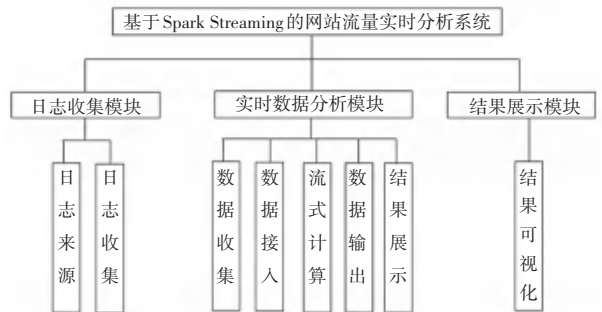 基于Spark Streaming的网站流量实时分析系统
日志收集模块
实时数据分析模块
结果展示模块
日志来源
日志收集
数据收集
数据接入
流式计算
数据输出
结果展示
结果可视化